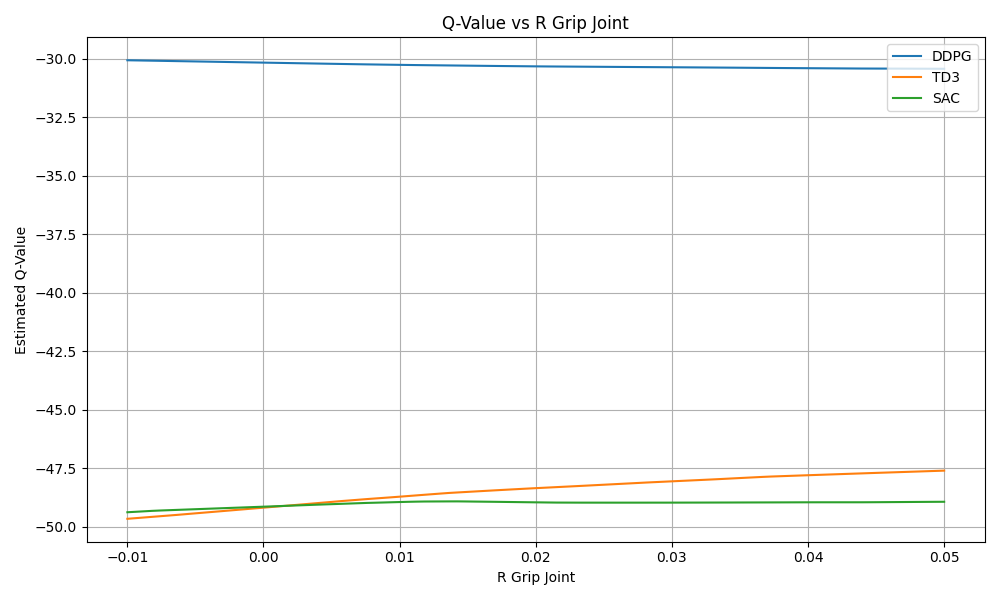 Q-Value vs R Grip Joint
DDPG
TD3
SAC
Estimated Q-Value
−30.0
−32.5
−35.0
−37.5
−40.0
−42.5
−45.0
−47.5
−50.0
−0.01 0.00 0.01 0.02 0.03 0.04 0.05
R Grip Joint